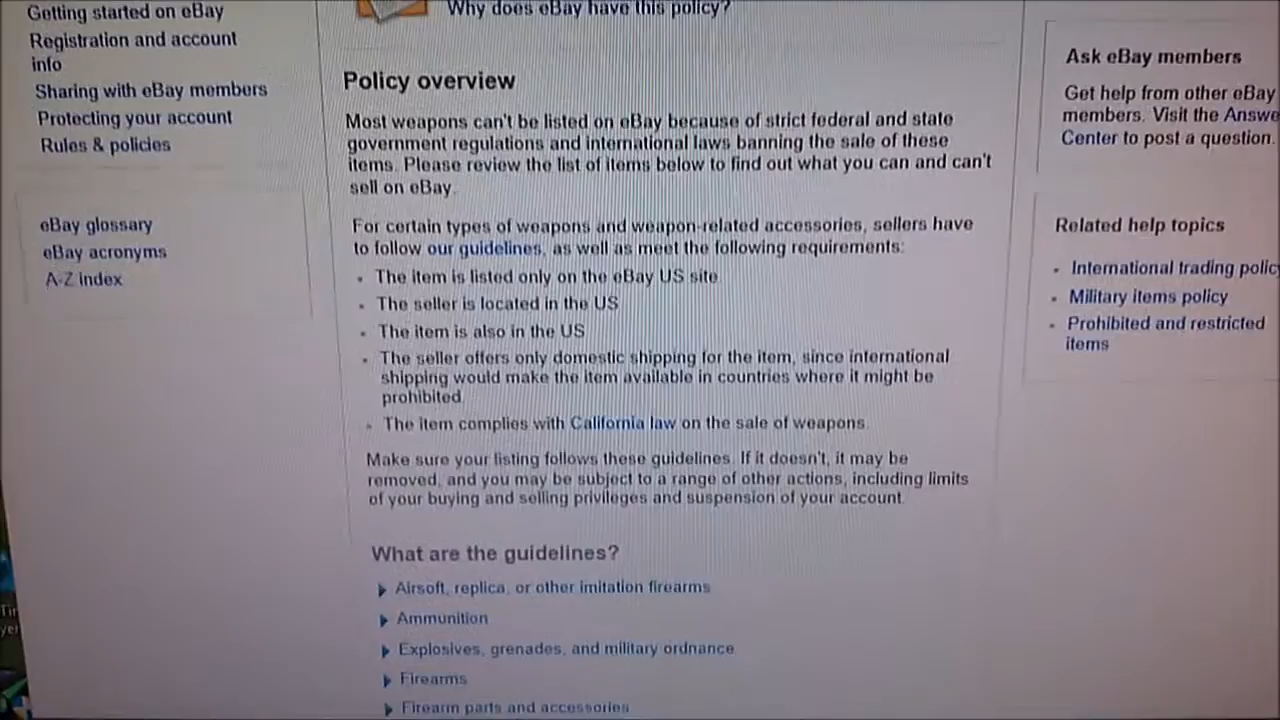 Getting started on eBay
Registration and account
info
Sharing with eBay members
Protecting your account
Rules & policies
eBay glossary
eBay acronyms
A-Z index
Why does eBay have this policy?
Policy overview
Most weapons can't be listed on eBay because of strict federal and state
government regulations and international laws banning the sale of these
items. Please review the list of items below to find out what you can and can't
sell on eBay.
For certain types of weapons and weapon-related accessories, sellers have
to follow our guidelines, as well as meet the following requirements:
The item is listed only on the eBay US site.
The seller is located in the US
The item is also in the US
The seller offers only domestic shipping for the item, since international
shipping would make the item available in countries where it might be
prohibited.
The item complies with California law on the sale of weapons.
Make sure your listing follows these guidelines. If it doesn't, it may be
removed, and you may be subject to a range of other actions, including limits
of your buying and selling privileges and suspension of your account.
What are the guidelines?
Airsoft, replica, or other imitation firearms
Ammunition
Explosives, grenades, and military ordnance
Firearms
Firearm parts and accessories
Ask eBay members
Get help from other eBay
members. Visit the Answe
Center to post a question.
Related help topics
International trading policy
Military items policy
Prohibited and restricted
items